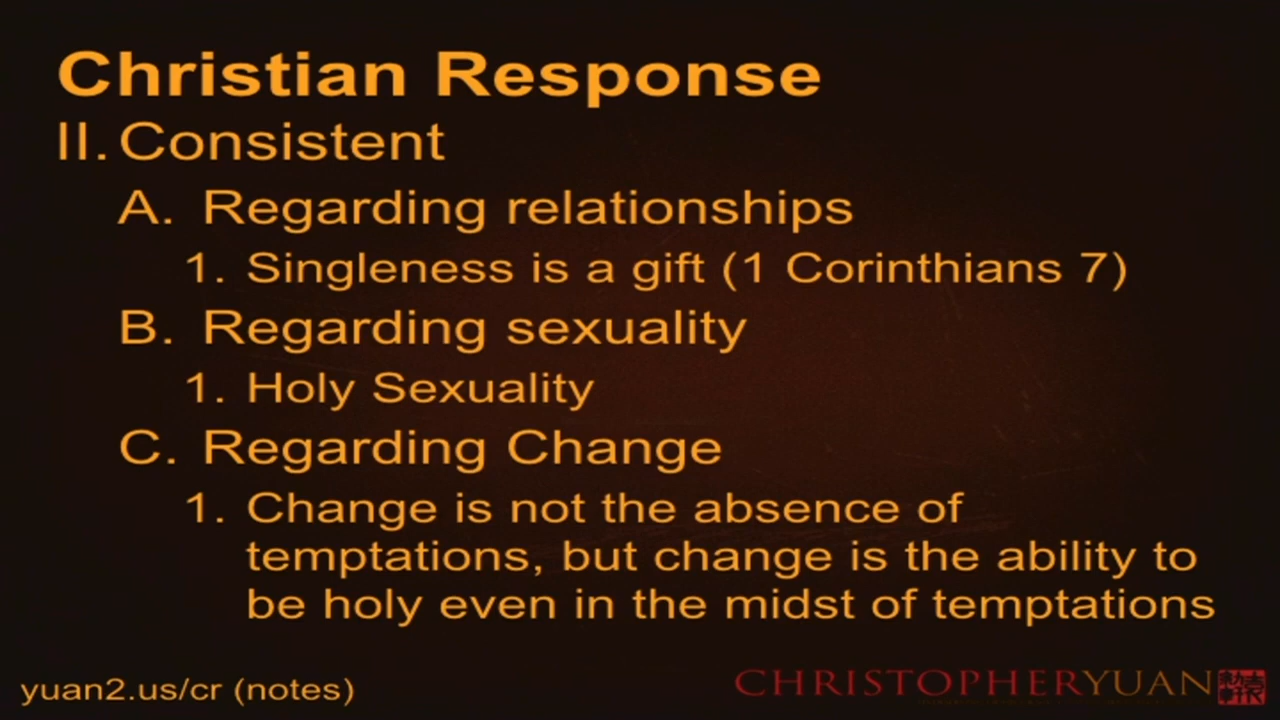 Christian Response
II. Consistent
A. Regarding relationships
1. Singleness is a gift (1 Corinthians 7)
B. Regarding sexuality
1. Holy Sexuality
C. Regarding Change
1. Change is not the absence of
temptations, but change is the ability to
be holy even in the midst of temptations
yuan2.us/cr (notes)
CHRISTOPHERYUAN